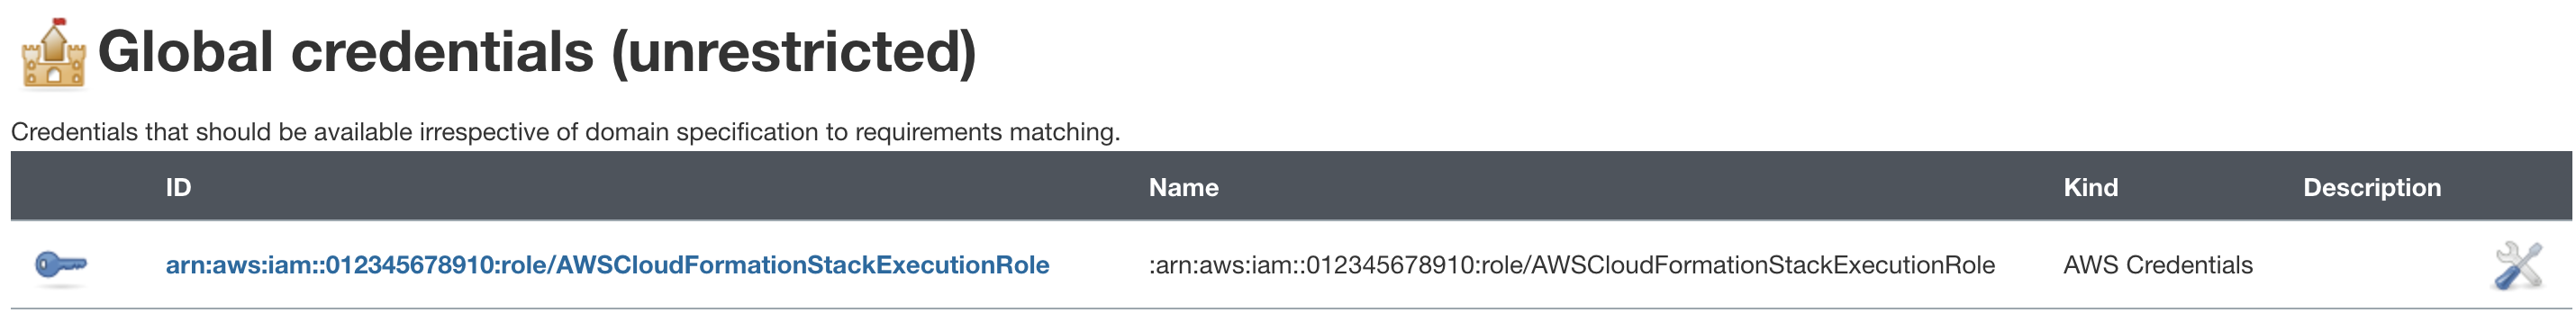 Global credentials (unrestricted)
Credentials that should be available irrespective of domain specification to requirements matching.
ID Name Kind Description
arn:aws:iam::012345678910:role/AWSCloudFormationStackExecutionRole :arn:aws:iam::012345678910:role/AWSCloudFormationStackExecutionRole AWS Credentials